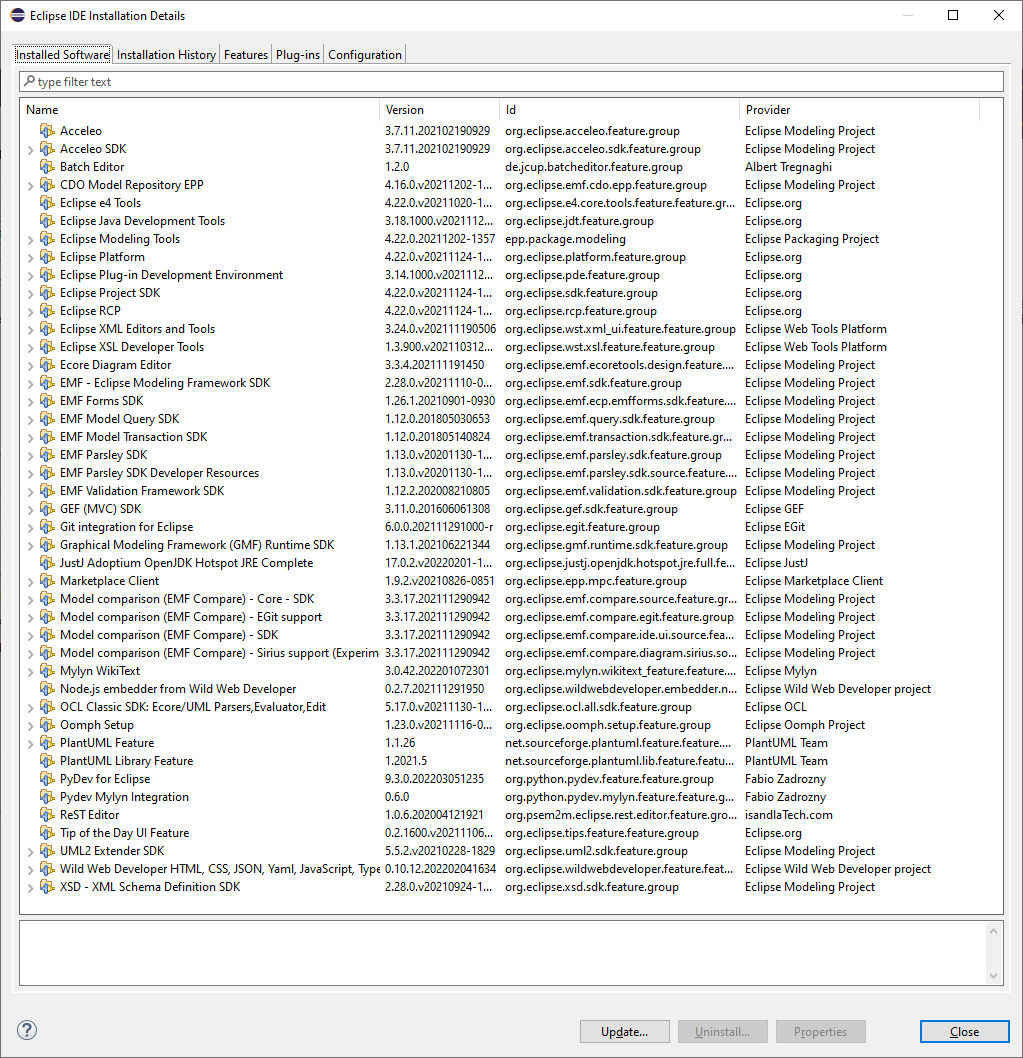 Eclipse IDE Installation Details
Installed Software Installation History Features Plug-ins Configuration
type filter text
Name Version Id Provider
Acceleo 3.7.11.202102190929 org.eclipse.acceleo.feature.group Eclipse Modeling Project
Acceleo SDK 3.7.11.202102190929 org.eclipse.acceleo.sdk.feature.group Eclipse Modeling Project
Batch Editor 1.2.0 de.jcup.batcheditor.feature.group Albert Tregnaghi
CDO Model Repository EPP 4.16.0.v20211202-1... org.eclipse.emf.cdo.epp.feature.group Eclipse Modeling Project
Eclipse e4 Tools 4.22.0.v20211020-1... org.eclipse.e4.core.tools.feature.feature.gr... Eclipse.org
Eclipse Java Development Tools 3.18.1000.v2021112... org.eclipse.jdt.feature.group Eclipse.org
Eclipse Modeling Tools 4.22.0.20211202-1357 epp.package.modeling Eclipse Packaging Project
Eclipse Platform 4.22.0.v20211124-1... org.eclipse.platform.feature.group Eclipse.org
Eclipse Plug-in Development Environment 3.14.1000.v2021112... org.eclipse.pde.feature.group Eclipse.org
Eclipse Project SDK 4.22.0.v20211124-1... org.eclipse.sdk.feature.group Eclipse.org
Eclipse RCP 4.22.0.v20211124-1... org.eclipse.rcp.feature.group Eclipse.org
Eclipse XML Editors and Tools 3.24.0.v202111190506 org.eclipse.wst.xml_ui.feature.feature.group Eclipse Web Tools Platform
Eclipse XSL Developer Tools 1.3.900.v202110312... org.eclipse.wst.xsl.feature.feature.group Eclipse Web Tools Platform
Ecore Diagram Editor 3.3.4.202111191450 org.eclipse.emf.ecoretools.design.feature.... Eclipse Modeling Project
EMF - Eclipse Modeling Framework SDK 2.28.0.v20211110-0... org.eclipse.emf.sdk.feature.group Eclipse Modeling Project
EMF Forms SDK 1.26.1.20210901-0930 org.eclipse.emf.ecp.emfforms.sdk.feature.... Eclipse Modeling Project
EMF Model Query SDK 1.12.0.201805030653 org.eclipse.emf.query.sdk.feature.group Eclipse Modeling Project
EMF Model Transaction SDK 1.12.0.201805140824 org.eclipse.emf.transaction.sdk.feature.gr... Eclipse Modeling Project
EMF Parsley SDK 1.13.0.v20201130-1... org.eclipse.emf.parsley.sdk.feature.group Eclipse Modeling Project
EMF Parsley SDK Developer Resources 1.13.0.v20201130-1... org.eclipse.emf.parsley.sdk.source.feature.... Eclipse Modeling Project
EMF Validation Framework SDK 1.12.2.202008210805 org.eclipse.emf.validation.sdk.feature.group Eclipse Modeling Project
GEF (MVC) SDK 3.11.0.201606061308 org.eclipse.gef.sdk.feature.group Eclipse GEF
Git integration for Eclipse 6.0.0.202111291000-r org.eclipse.egit.feature.group Eclipse EGit
Graphical Modeling Framework (GMF) Runtime SDK 1.13.1.202106221344 org.eclipse.gmf.runtime.sdk.feature.group Eclipse Modeling Project
JustJ Adoptium OpenJDK Hotspot JRE Complete 17.0.2.v20220201-1... org.eclipse.justj.openjdk.hotspot.jre.full.fe... Eclipse JustJ
Marketplace Client 1.9.2.v20210826-0851 org.eclipse.epp.mpc.feature.group Eclipse Marketplace Client
Model comparison (EMF Compare) - Core - SDK 3.3.17.202111290942 org.eclipse.emf.compare.source.feature.gr... Eclipse Modeling Project
Model comparison (EMF Compare) - EGit support 3.3.17.202111290942 org.eclipse.emf.compare.egit.feature.group Eclipse Modeling Project
Model comparison (EMF Compare) - SDK 3.3.17.202111290942 org.eclipse.emf.compare.ide.ui.source.fea... Eclipse Modeling Project
Model comparison (EMF Compare) - Sirius support (Experim 3.3.17.202111290942 org.eclipse.emf.compare.diagram.sirius.so... Eclipse Modeling Project
Mylyn WikiText 3.0.42.202201072301 org.eclipse.mylyn.wikitext_feature.feature.... Eclipse Mylyn
Node.js embedder from Wild Web Developer 0.2.7.202111291950 org.eclipse.wildwebdeveloper.embedder.n... Eclipse Wild Web Developer project
OCL Classic SDK: Ecore/UML Parsers,Evaluator,Edit 5.17.0.v20211130-1... org.eclipse.ocl.all.sdk.feature.group Eclipse OCL
Oomph Setup 1.23.0.v20211116-0... org.eclipse.oomph.setup.feature.group Eclipse Oomph Project
PlantUML Feature 1.1.26 net.sourceforge.plantuml.feature.feature.... PlantUML Team
PlantUML Library Feature 1.2021.5 net.sourceforge.plantuml.lib.feature.featu... PlantUML Team
PyDev for Eclipse 9.3.0.202203051235 org.python.pydev.feature.feature.group Fabio Zadrozny
Pydev Mylyn Integration 0.6.0 org.python.pydev.mylyn.feature.feature.g... Fabio Zadrozny
ReST Editor 1.0.6.202004121921 org.psem2m.eclipse.rest.editor.feature.gro... isandlaTech.com
Tip of the Day UI Feature 0.2.1600.v20211106... org.eclipse.tips.feature.feature.group Eclipse.org
UML2 Extender SDK 5.5.2.v20210228-1829 org.eclipse.uml2.sdk.feature.group Eclipse Modeling Project
Wild Web Developer HTML, CSS, JSON, Yaml, JavaScript, Type 0.10.12.202202041634 org.eclipse.wildwebdeveloper.feature.feat... Eclipse Wild Web Developer project
XSD - XML Schema Definition SDK 2.28.0.v20210924-1... org.eclipse.xsd.sdk.feature.group Eclipse Modeling Project
? Update... Uninstall... Properties Close